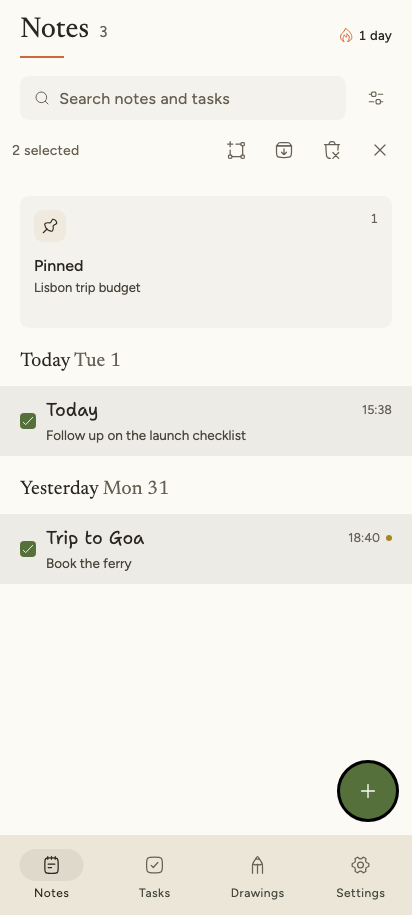 Notes 3
1 day
Search notes and tasks
2 selected
1
Pinned
Lisbon trip budget
Today Tue 1
Today 15:38
Follow up on the launch checklist
Yesterday Mon 31
Trip to Goa 18:40
Book the ferry
Notes Tasks Drawings Settings